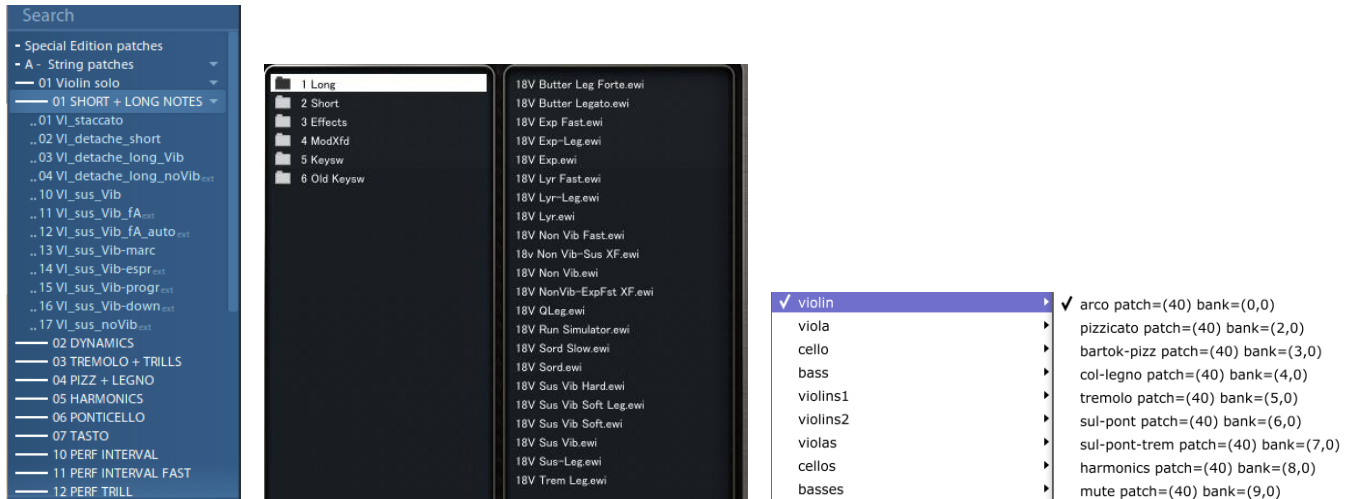 Search
- Special Edition patches
- A - String patches
01 Violin solo
01 SHORT + LONG NOTES
..01 VI_staccato
..02 VI_detache_short
..03 VI_detache_long_Vib
..04 VI_detache_long_noVib ext
..10 VI_sus_Vib
..11 VI_sus_Vib_fA ext
..12 VI_sus_Vib_fA_auto ext
..13 VI_sus_Vib-marc
..14 VI_sus_Vib-espr ext
..15 VI_sus_Vib-progr ext
..16 VI_sus_Vib-down ext
..17 VI_sus_noVib ext
02 DYNAMICS
03 TREMOLO + TRILLS
04 PIZZ + LEGNO
05 HARMONICS
06 PONTICELLO
07 TASTO
10 PERF INTERVAL
11 PERF INTERVAL FAST
12 PERF TRILL
1 Long
2 Short
3 Effects
4 ModXfd
5 Keysw
6 Old Keysw
18V Butter Leg Forte.ewi
18V Butter Legato.ewi
18V Exp Fast.ewi
18V Exp-Leg.ewi
18V Exp.ewi
18V Lyr Fast.ewi
18V Lyr-Leg.ewi
18V Lyr.ewi
18V Non Vib Fast.ewi
18v Non Vib-Sus XF.ewi
18V Non Vib.ewi
18V NonVib-ExpFst XF.ewi
18V QLeg.ewi
18V Run Simulator.ewi
18V Sord Slow.ewi
18V Sord.ewi
18V Sus Vib Hard.ewi
18V Sus Vib Soft Leg.ewi
18V Sus Vib Soft.ewi
18V Sus Vib.ewi
18V Sus-Leg.ewi
18V Trem Leg.ewi
violin
viola
cello
bass
violins1
violins2
violas
cellos
basses
arco patch=(40) bank=(0,0)
pizzicato patch=(40) bank=(2,0)
bartok-pizz patch=(40) bank=(3,0)
col-legno patch=(40) bank=(4,0)
tremolo patch=(40) bank=(5,0)
sul-pont patch=(40) bank=(6,0)
sul-pont-trem patch=(40) bank=(7,0)
harmonics patch=(40) bank=(8,0)
mute patch=(40) bank=(9,0)